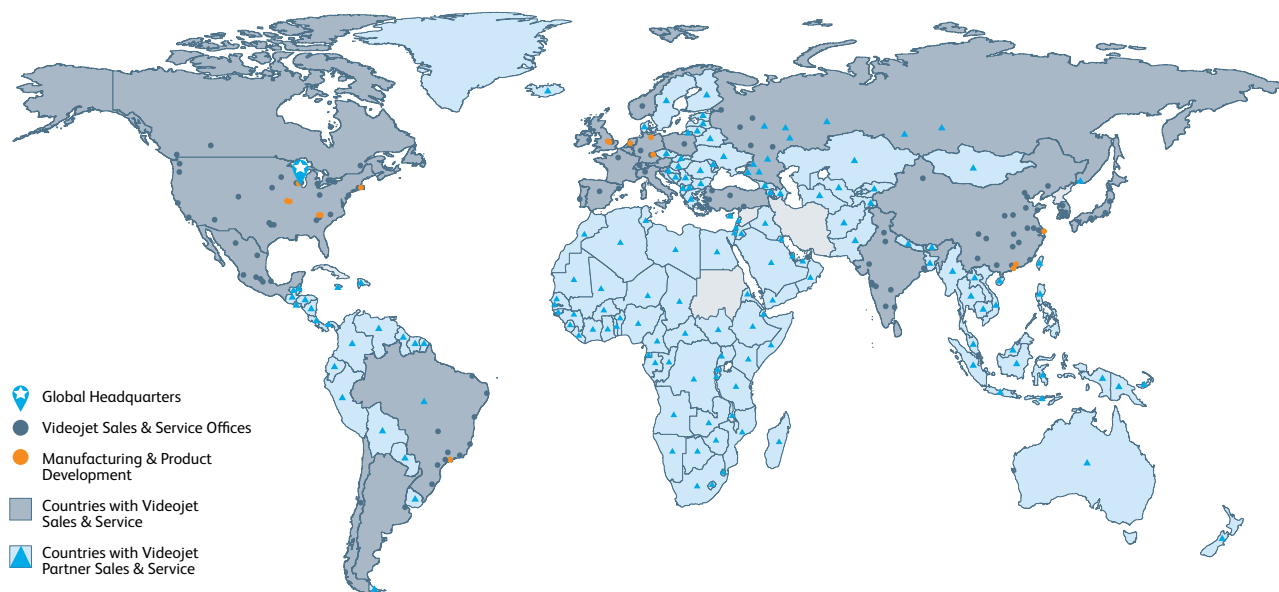 Global Headquarters
Videojet Sales & Service Offices
Manufacturing & Product
Development
Countries with Videojet
Sales & Service
Countries with Videojet
Partner Sales & Service